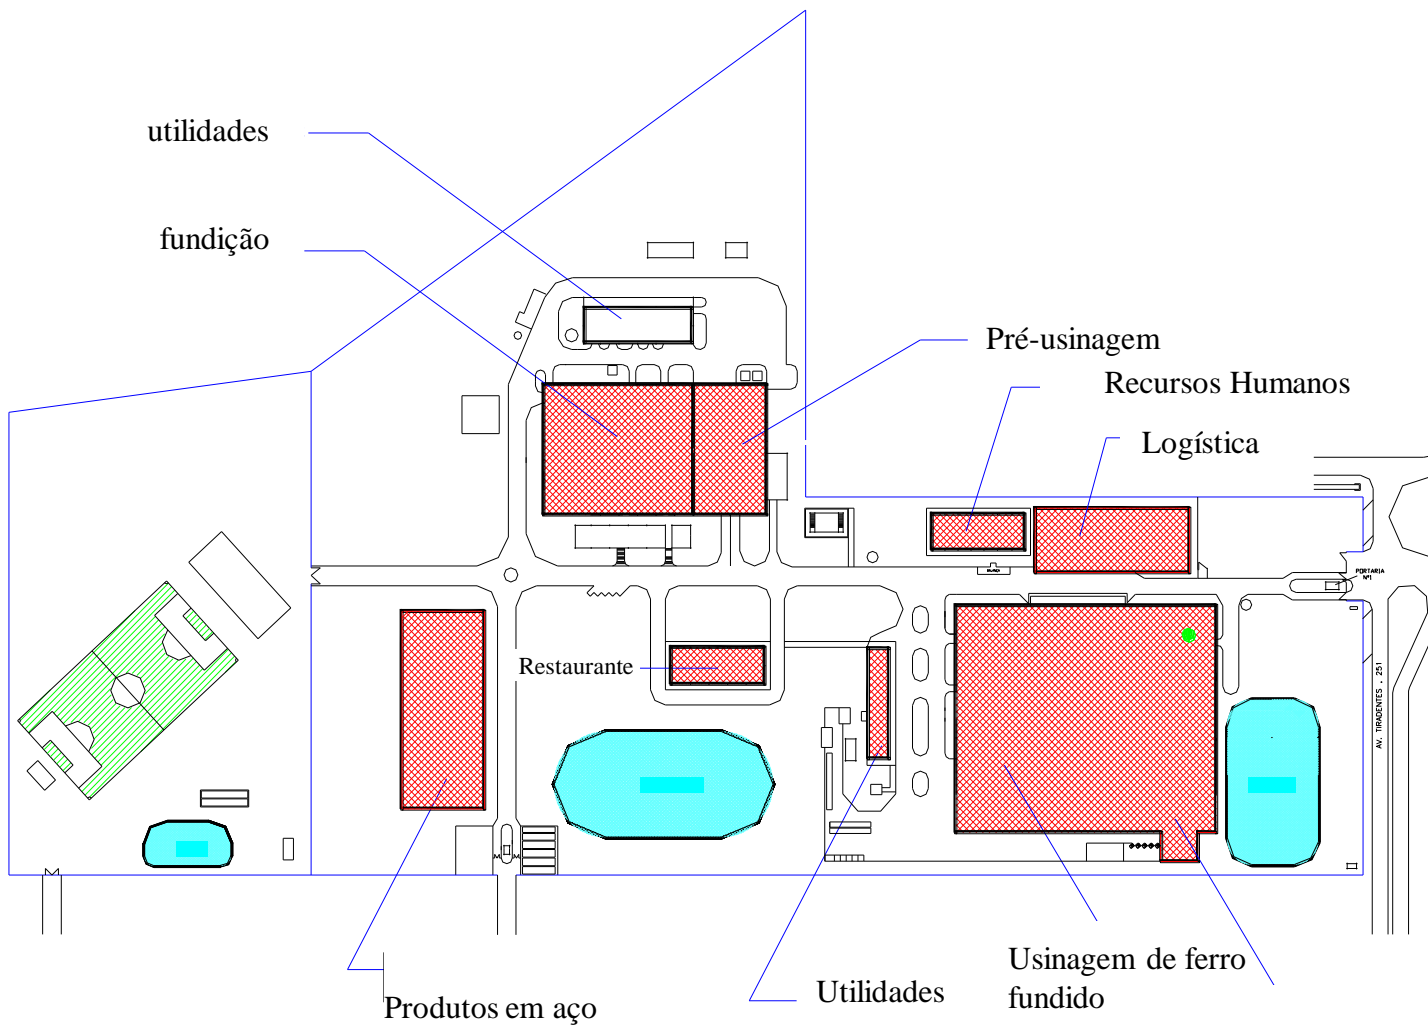 utilidades
fundição
Pré-usinagem
Recursos Humanos
Logística
PORTARIA
Nº1
Restaurante
AV. TIRADENTES . 251
Usinagem de ferro
fundido
Utilidades
Produtos em aço